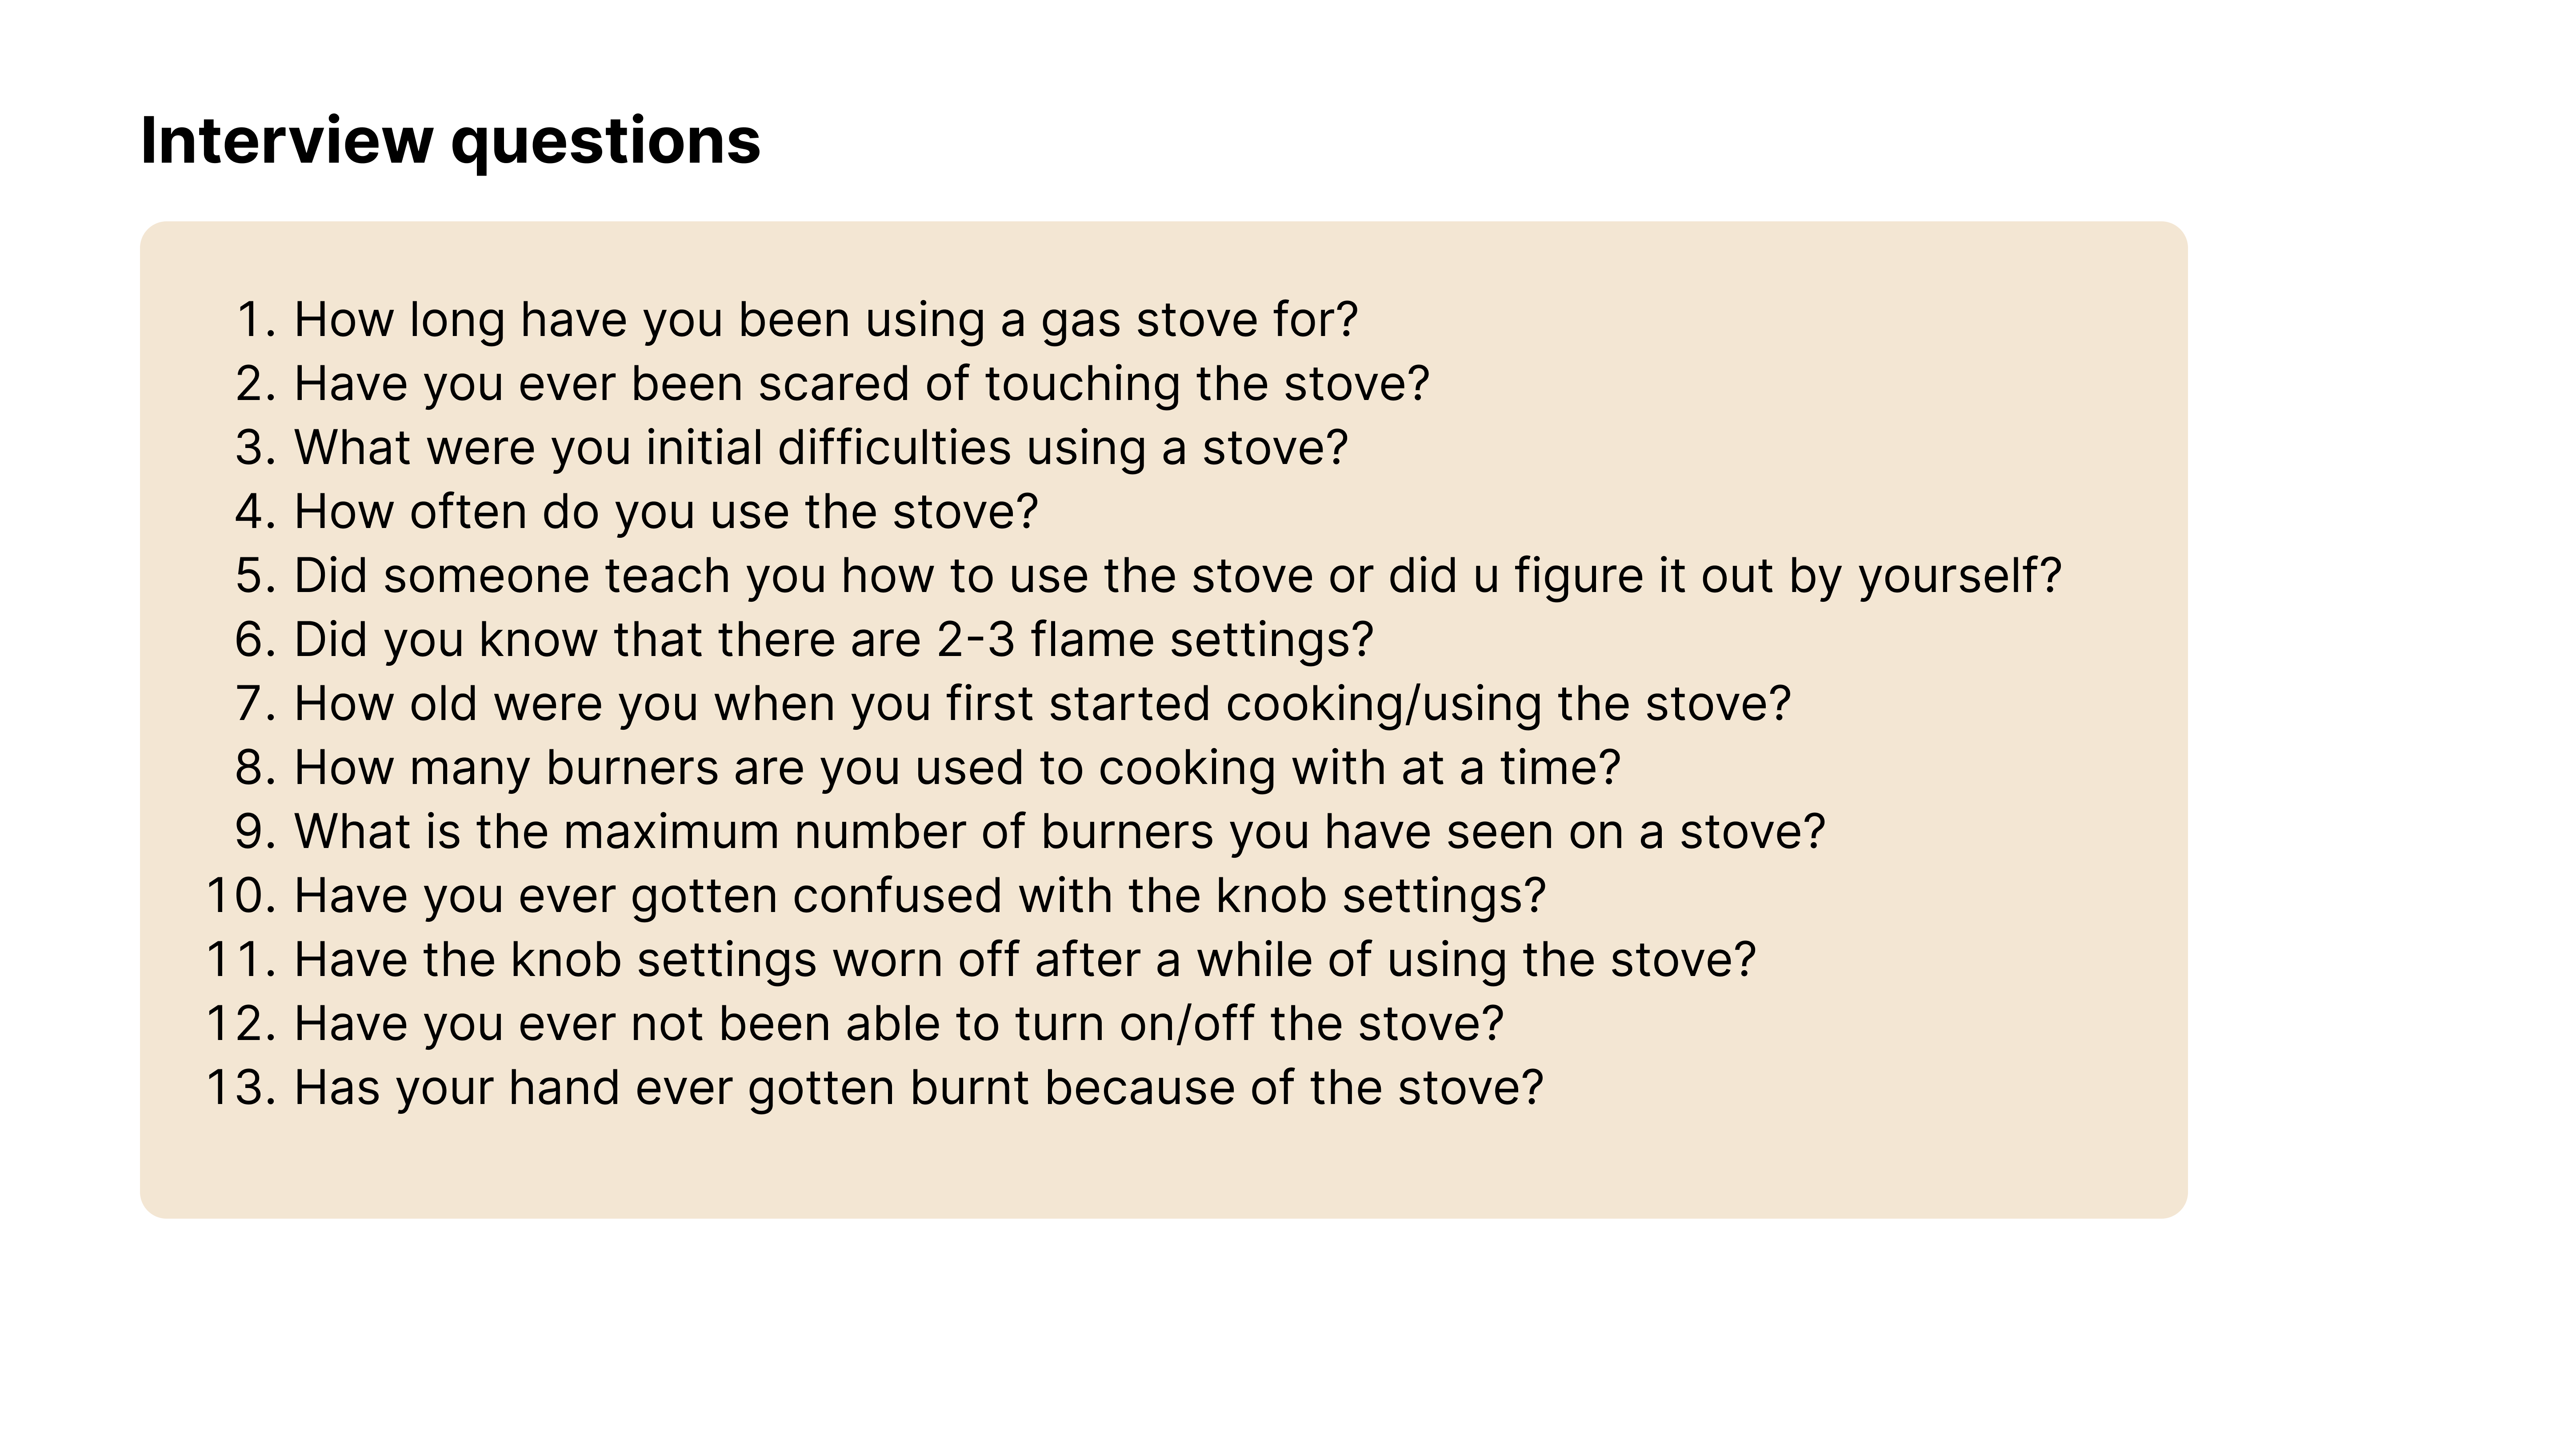 Interview questions
1. How long have you been using a gas stove for?
2. Have you ever been scared of touching the stove?
3. What were you initial difficulties using a stove?
4. How often do you use the stove?
5. Did someone teach you how to use the stove or did u figure it out by yourself?
6. Did you know that there are 2-3 flame settings?
7. How old were you when you first started cooking/using the stove?
8. How many burners are you used to cooking with at a time?
9. What is the maximum number of burners you have seen on a stove?
10. Have you ever gotten confused with the knob settings?
11. Have the knob settings worn off after a while of using the stove?
12. Have you ever not been able to turn on/off the stove?
13. Has your hand ever gotten burnt because of the stove?